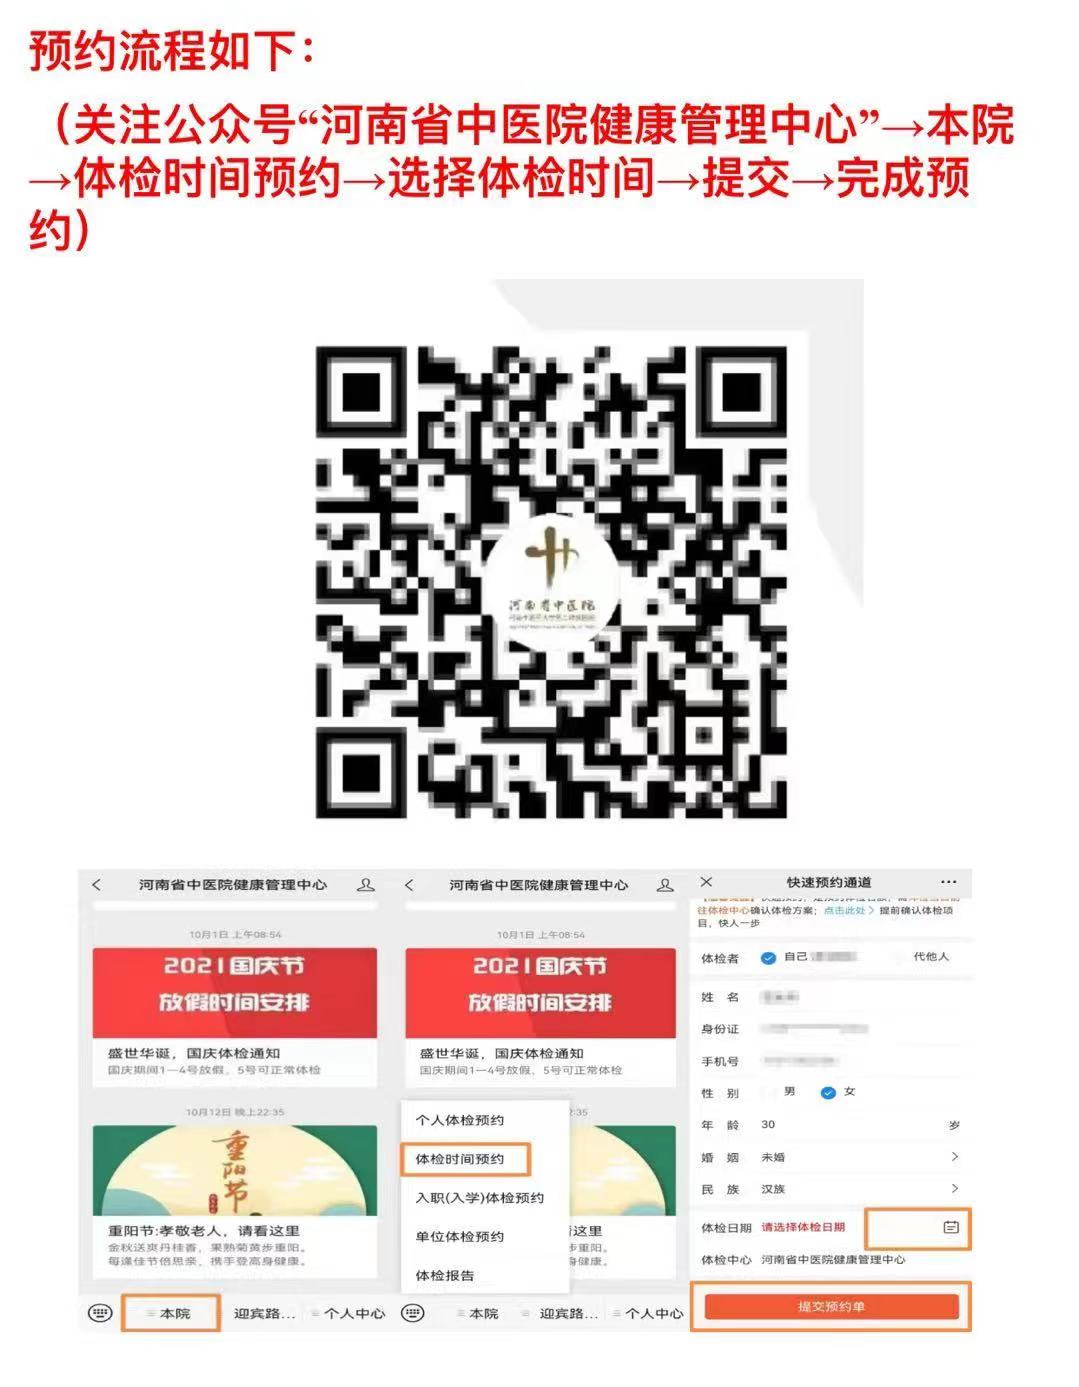 预约流程如下：
（关注公众号“河南省中医院健康管理中心”→本院
→体检时间预约→选择体检时间→提交→完成预
约）
河南省中医院
河南省中医院健康管理中心
10月1日 上午08:54
2021国庆节
放假时间安排
盛世华诞，国庆体检通知
国庆期间1—4号放假、5号可正常体检
10月12日 晚上22:35
重阳节
重阳节:孝敬老人，请看这里
金秋送爽丹桂香，果熟菊黄步重阳。
每逢佳节倍思亲，携手登高身健康。
本院
迎宾路...
个人中心
河南省中医院健康管理中心
10月1日 上午08:54
2021国庆节
放假时间安排
盛世华诞，国庆体检通知
国庆期间1—4号放假、5号可正常体检
2:35
个人体检预约
体检时间预约
入职(入学)体检预约
单位体检预约
体检报告
这里
步重阳。
身健康。
本院
迎宾路...
个人中心
快速预约通道
往体检中心确认体检方案；点击此处＞提前确认体检项
目，快人一步
体检者 自己 代他人
姓 名
身份证
手机号
性 别 男 女
年 龄 30 岁
婚 姻 未婚
民 族 汉族
体检日期 请选择体检日期
体检中心 河南省中医院健康管理中心
提交预约单